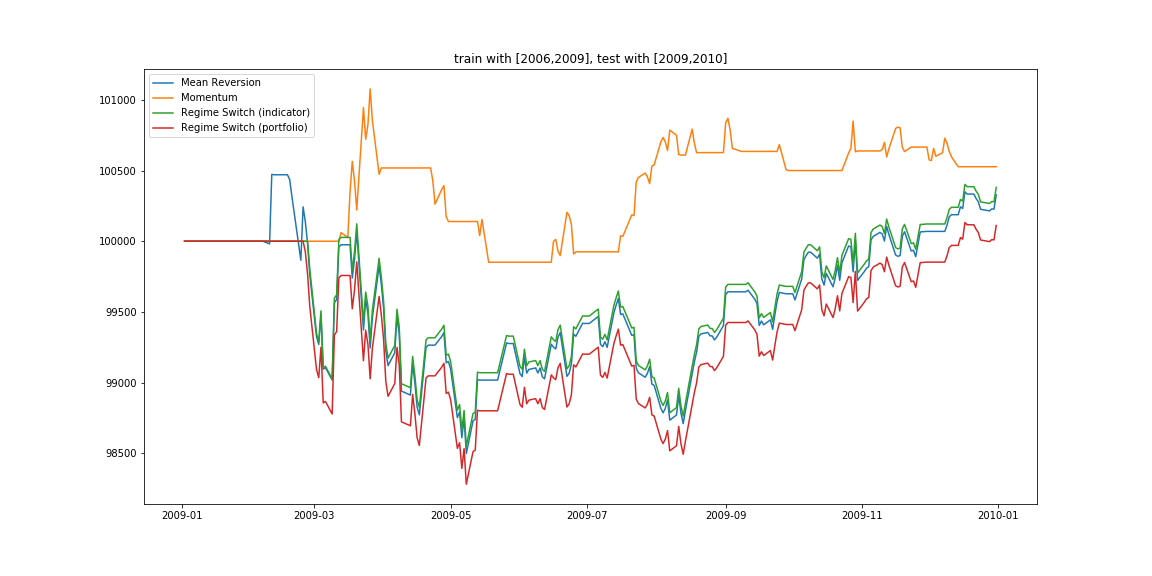 train with [2006,2009], test with [2009,2010]
Mean Reversion
Momentum
Regime Switch (indicator)
Regime Switch (portfolio)
101000
100500
100000
99500
99000
98500
2009-01
2009-03
2009-05
2009-07
2009-09
2009-11
2010-01